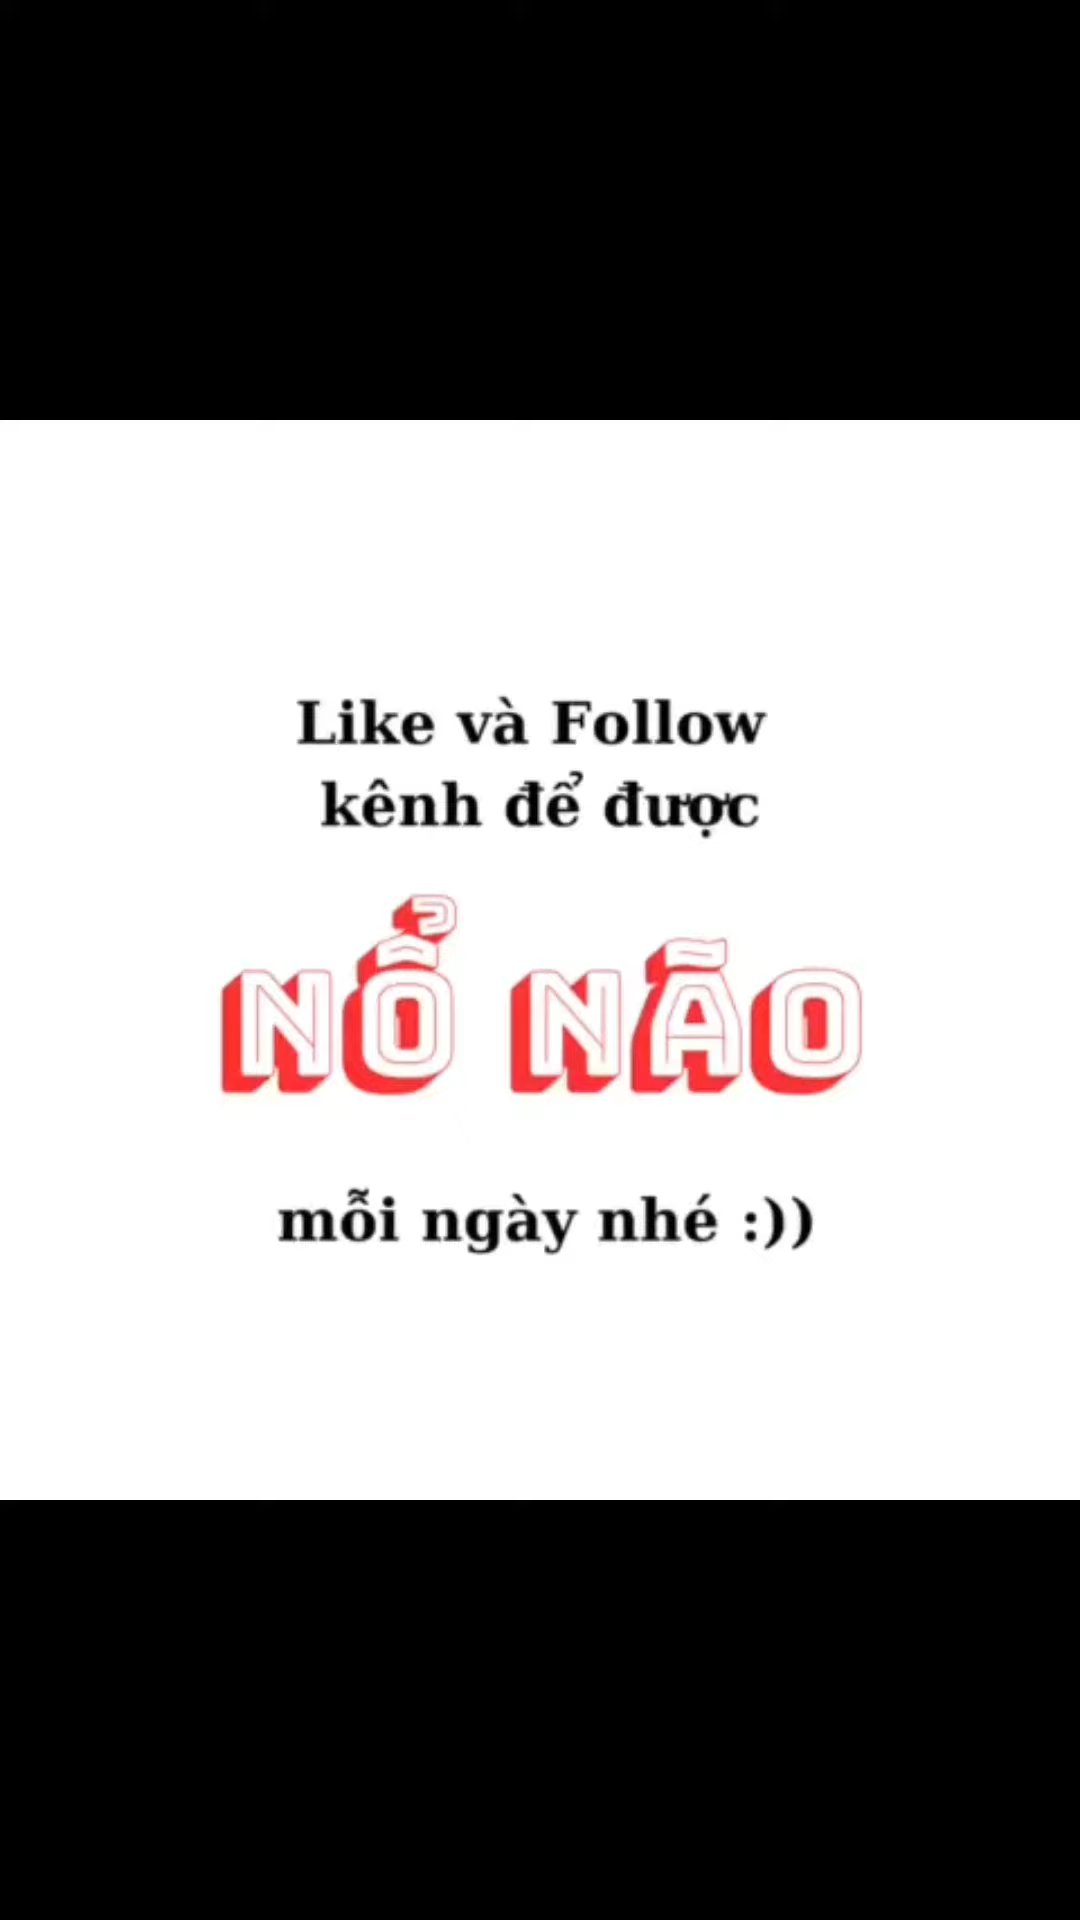 Like và Follow
kênh để được
NỔ NÃO
mỗi ngày nhé :))